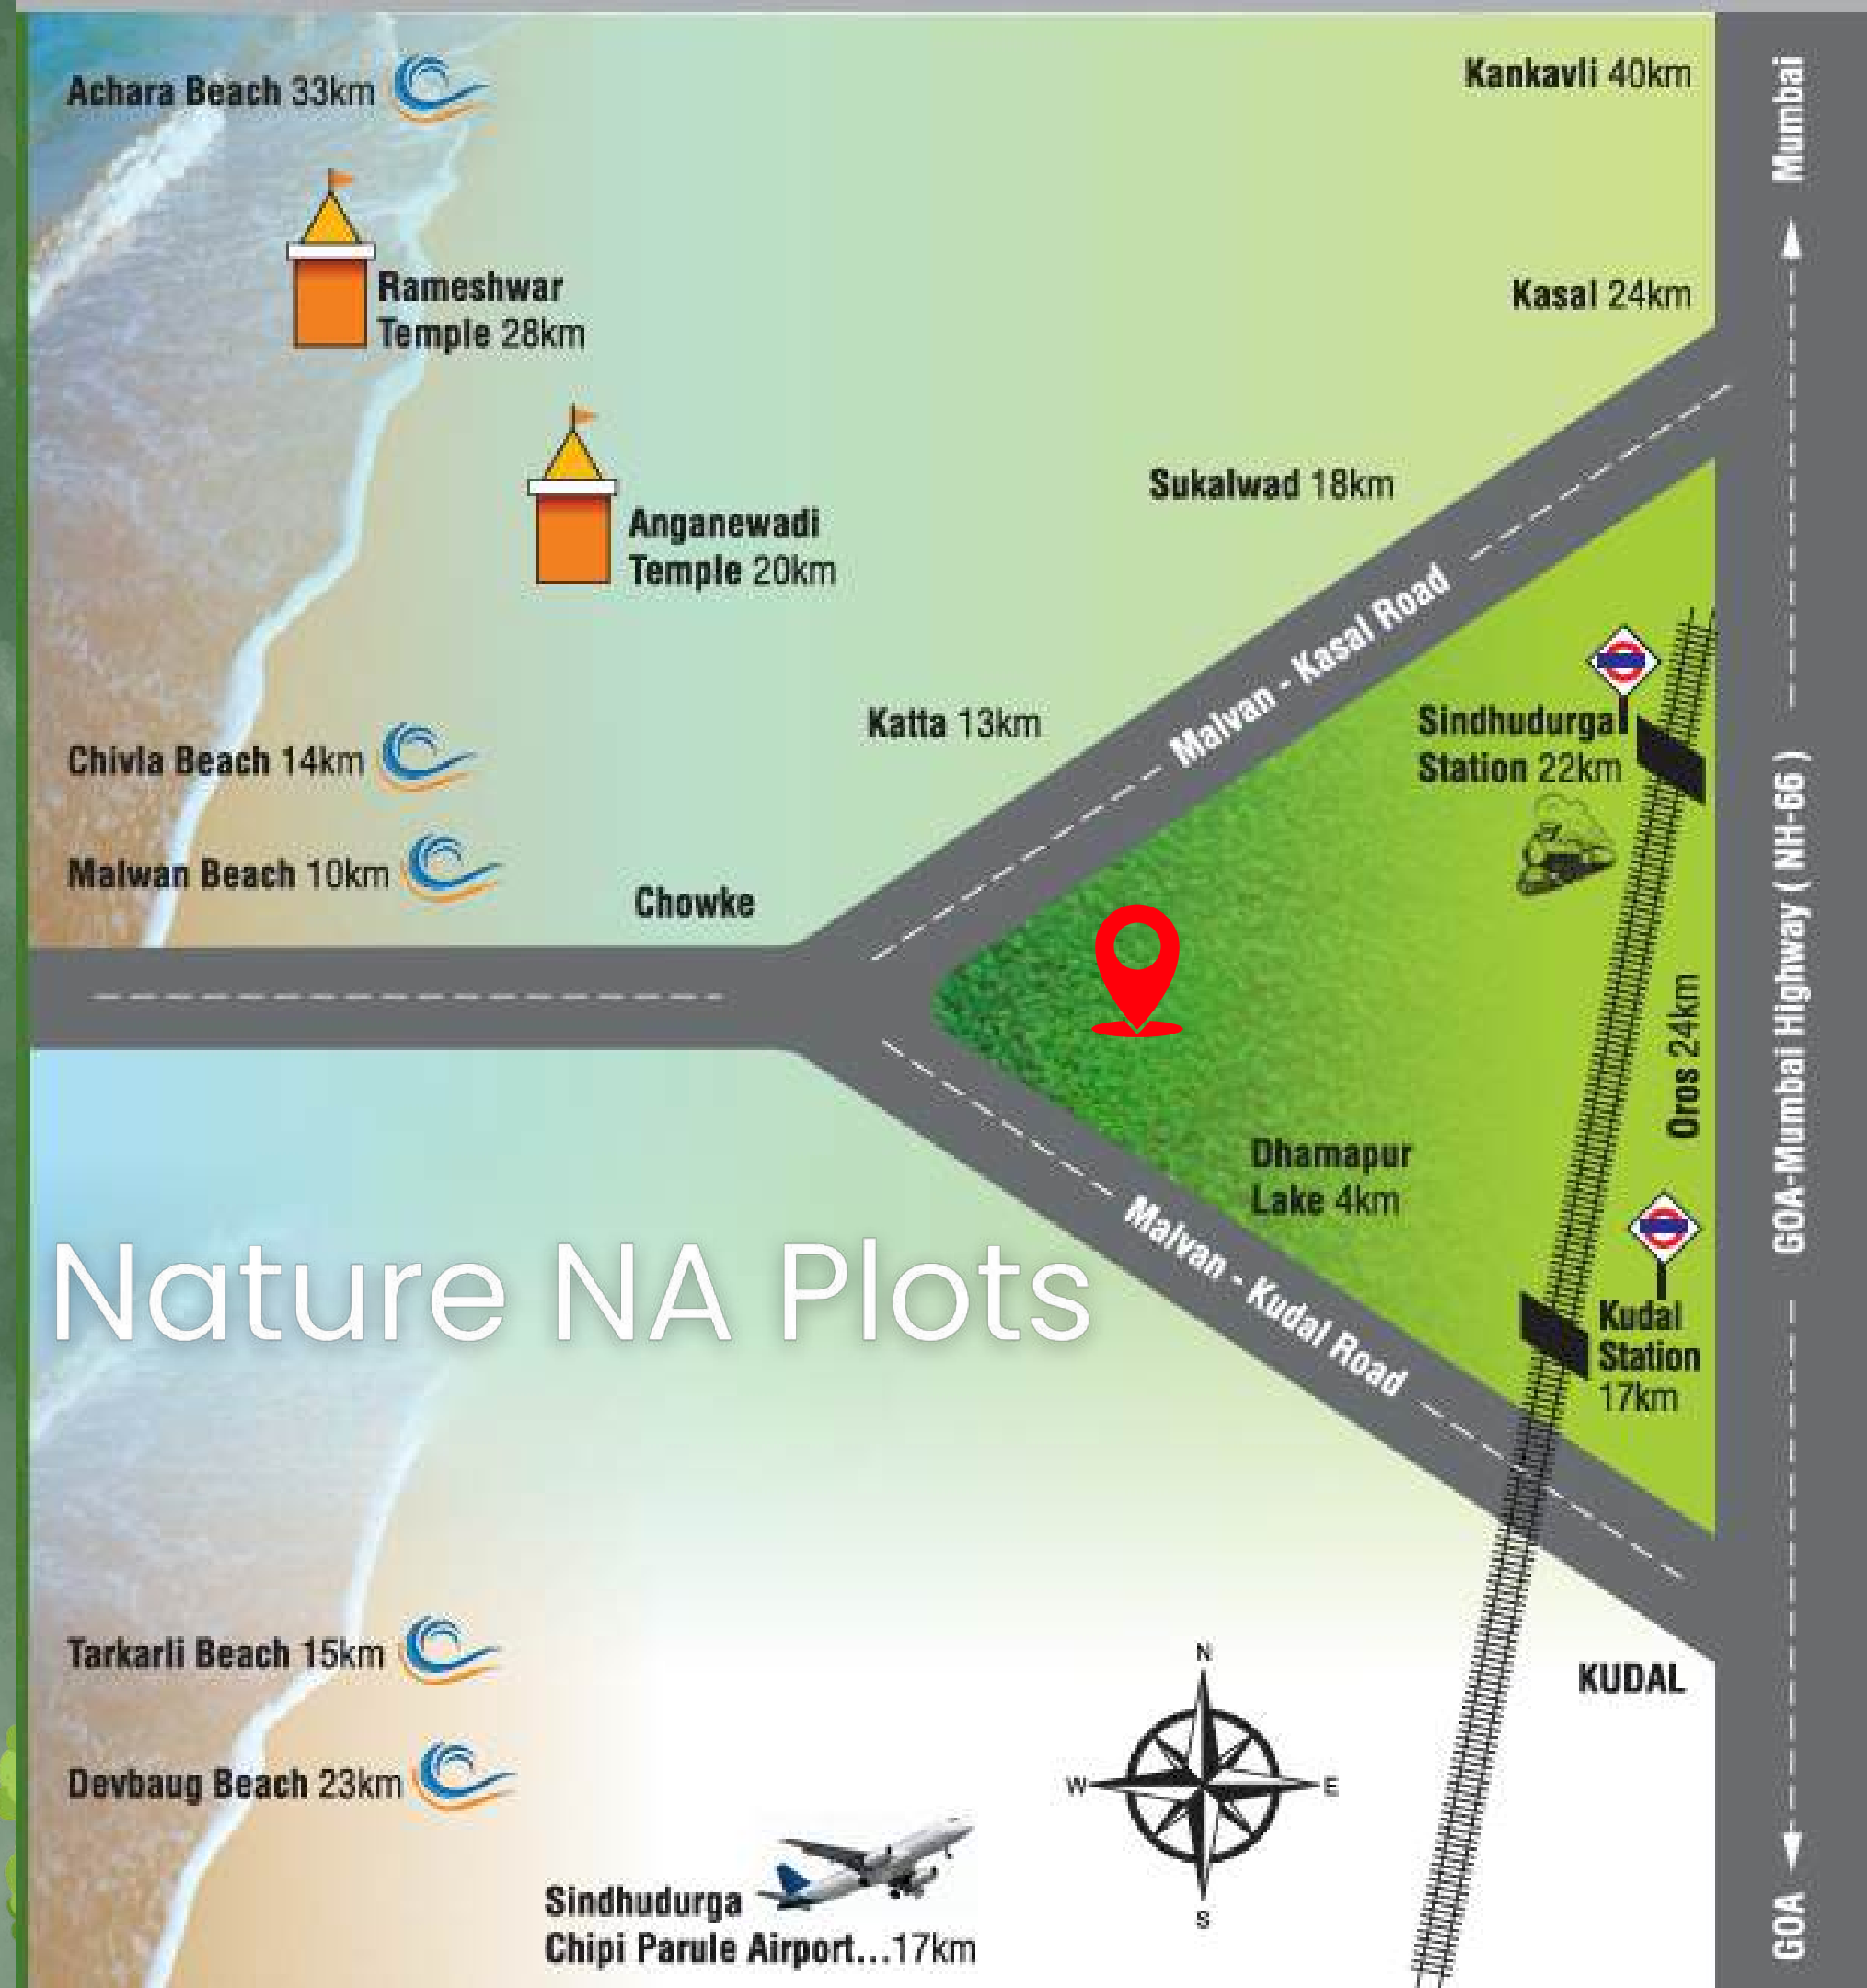 Achara Beach 33km
Kankavli 40km
Mumbai
Rameshwar
Temple 28km
Kasal 24km
Anganewadi
Temple 20km
Sukalwad 18km
Malvan - Kasal Road
Katta 13km
Sindhudurga
Station 22km
Chivla Beach 14km
Malwan Beach 10km
Chowke
GOA-Mumbai Highway ( NH-66 )
Oros 24km
Dhamapur
Lake 4km
Malvan - Kudal Road
Nature NA Plots
Kudal
Station
17km
Tarkarli Beach 15km
KUDAL
N
W
E
S
Devbaug Beach 23km
Sindhudurga
Chipi Parule Airport...17km
GOA